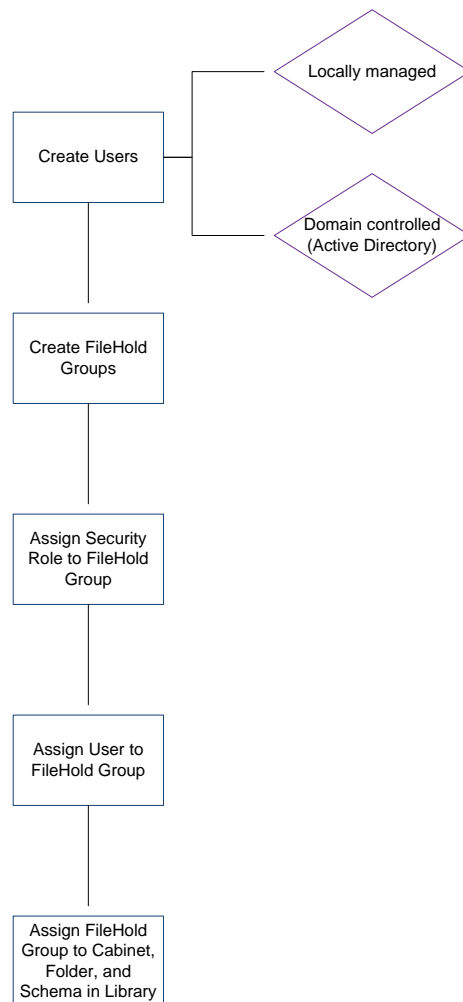 Locally managed
Create Users
Domain controlled
(Active Directory)
Create FileHold
Groups
Assign Security
Role to FileHold
Group
Assign User to
FileHold Group
Assign FileHold
Group to Cabinet,
Folder, and
Schema in Library